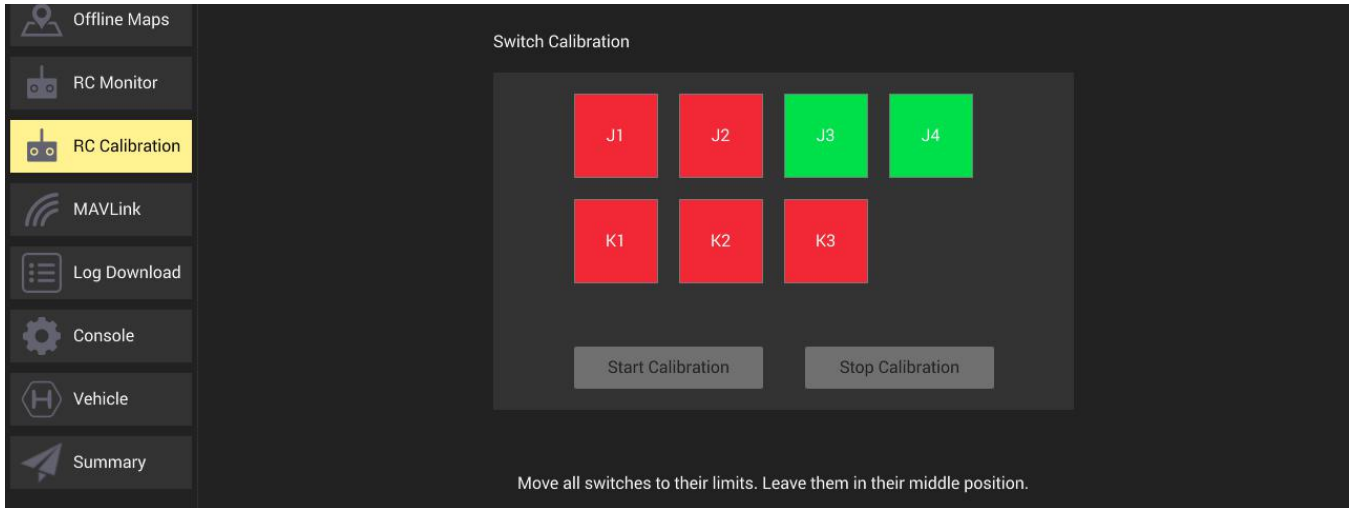 Offline Maps
RC Monitor
RC Calibration
MAVLink
Log Download
Console
Vehicle
Summary
Switch Calibration
J1 J2 J3 J4
K1 K2 K3
Start Calibration Stop Calibration
Move all switches to their limits. Leave them in their middle position.